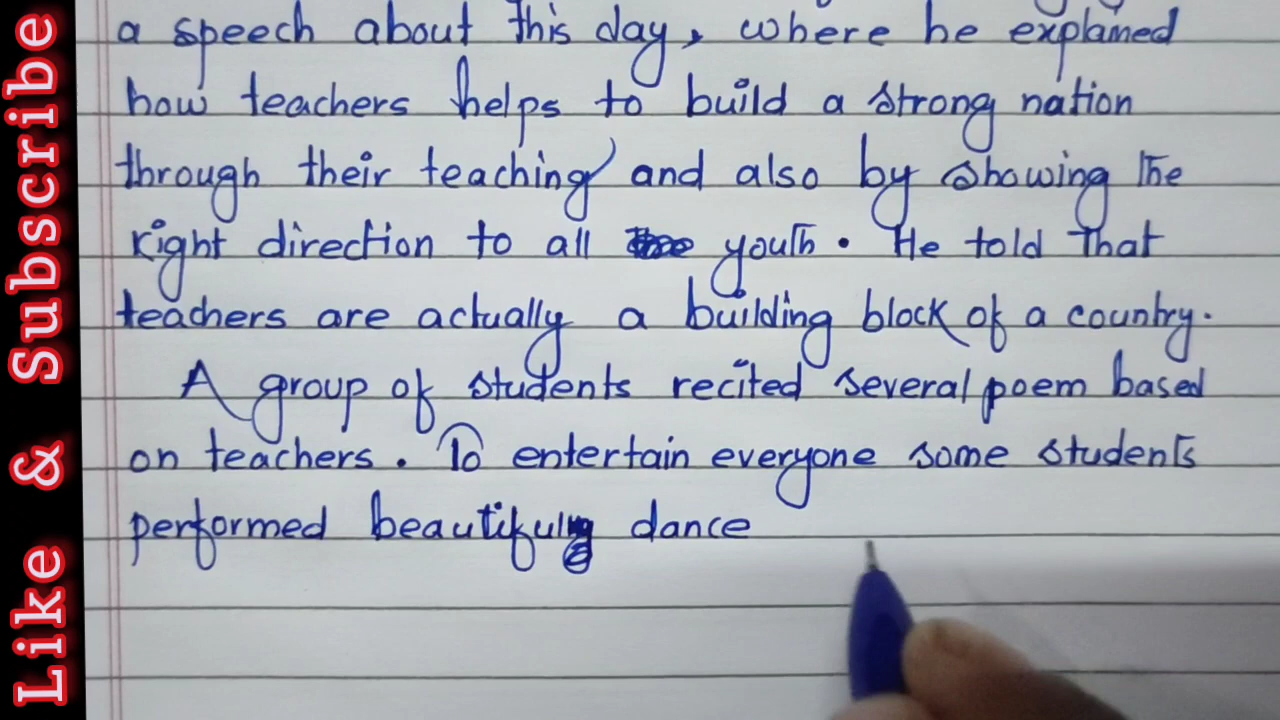 a speech about this day, where he explained
how teachers helps to build a strong nation
through their teaching and also by showing the
right direction to all youth. He told that
teachers are actually a building block of a country.
A group of students recited several poem based
on teachers. To entertain everyone some students
performed beautiful dance
Like & Subscribe